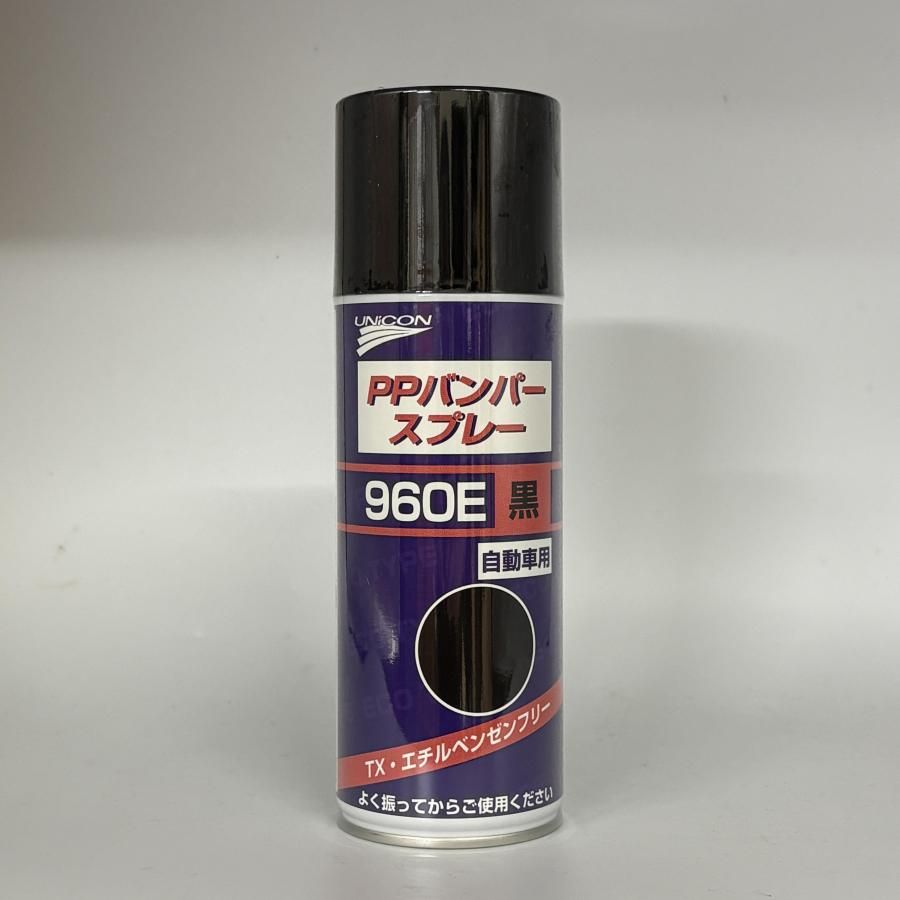 UNiCON
PPバンパー
スプレー
960E 黒
自動車用
TX・エチルベンゼンフリー
よく振ってからご使用ください